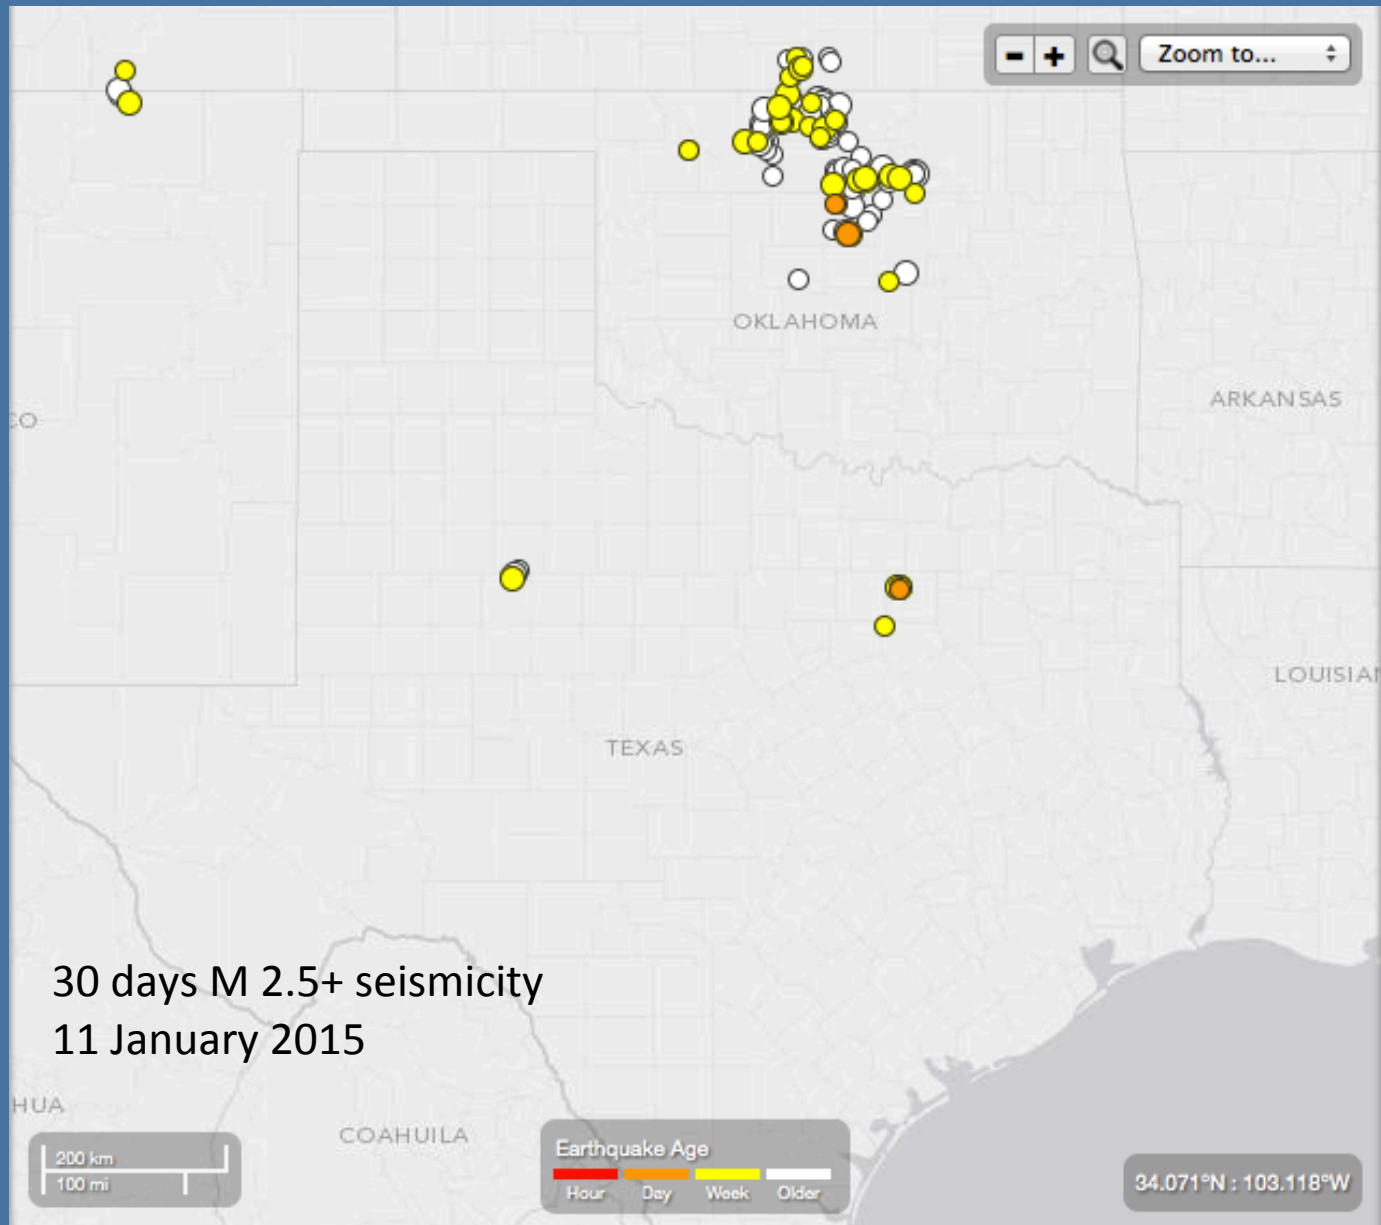 - + Zoom to...
OKLAHOMA
ARKANSAS
CO
LOUISIAN
TEXAS
30 days M 2.5+ seismicity
11 January 2015
HUA
COAHUILA
200 km
100 mi
Earthquake Age
Hour Day Week Older
34.071°N : 103.118°W